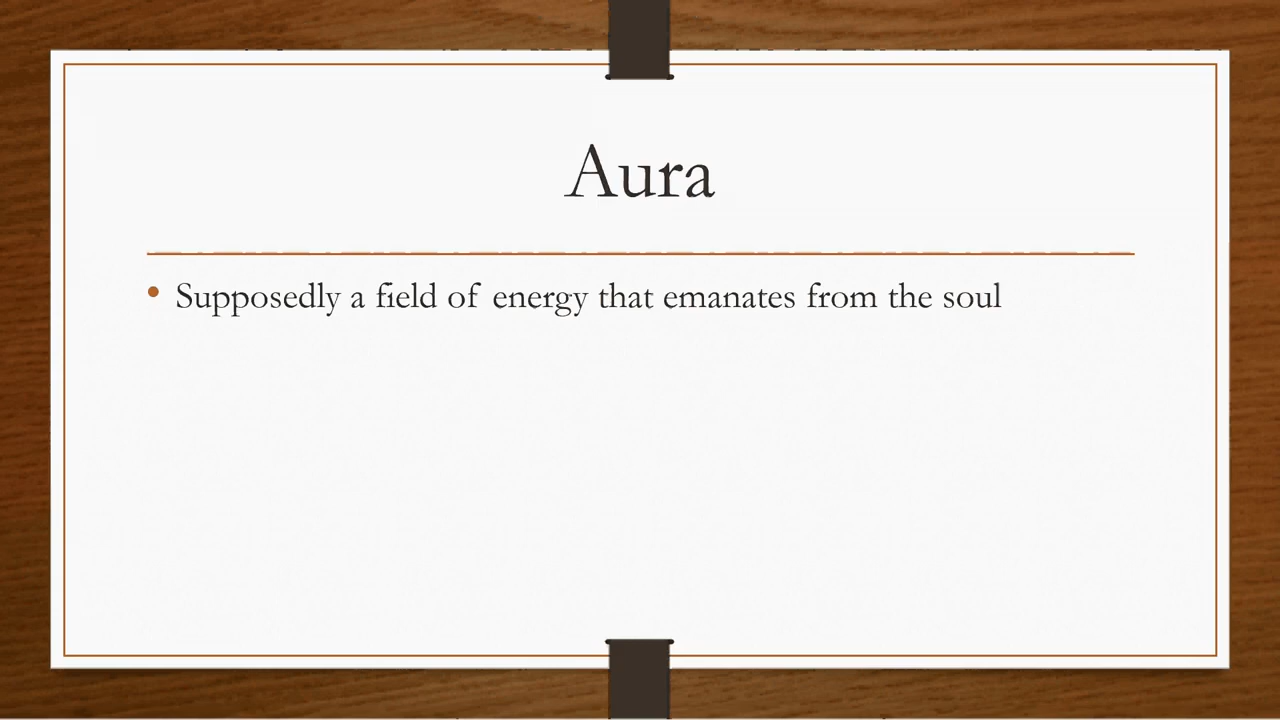 Aura
• Supposedly a field of energy that emanates from the soul